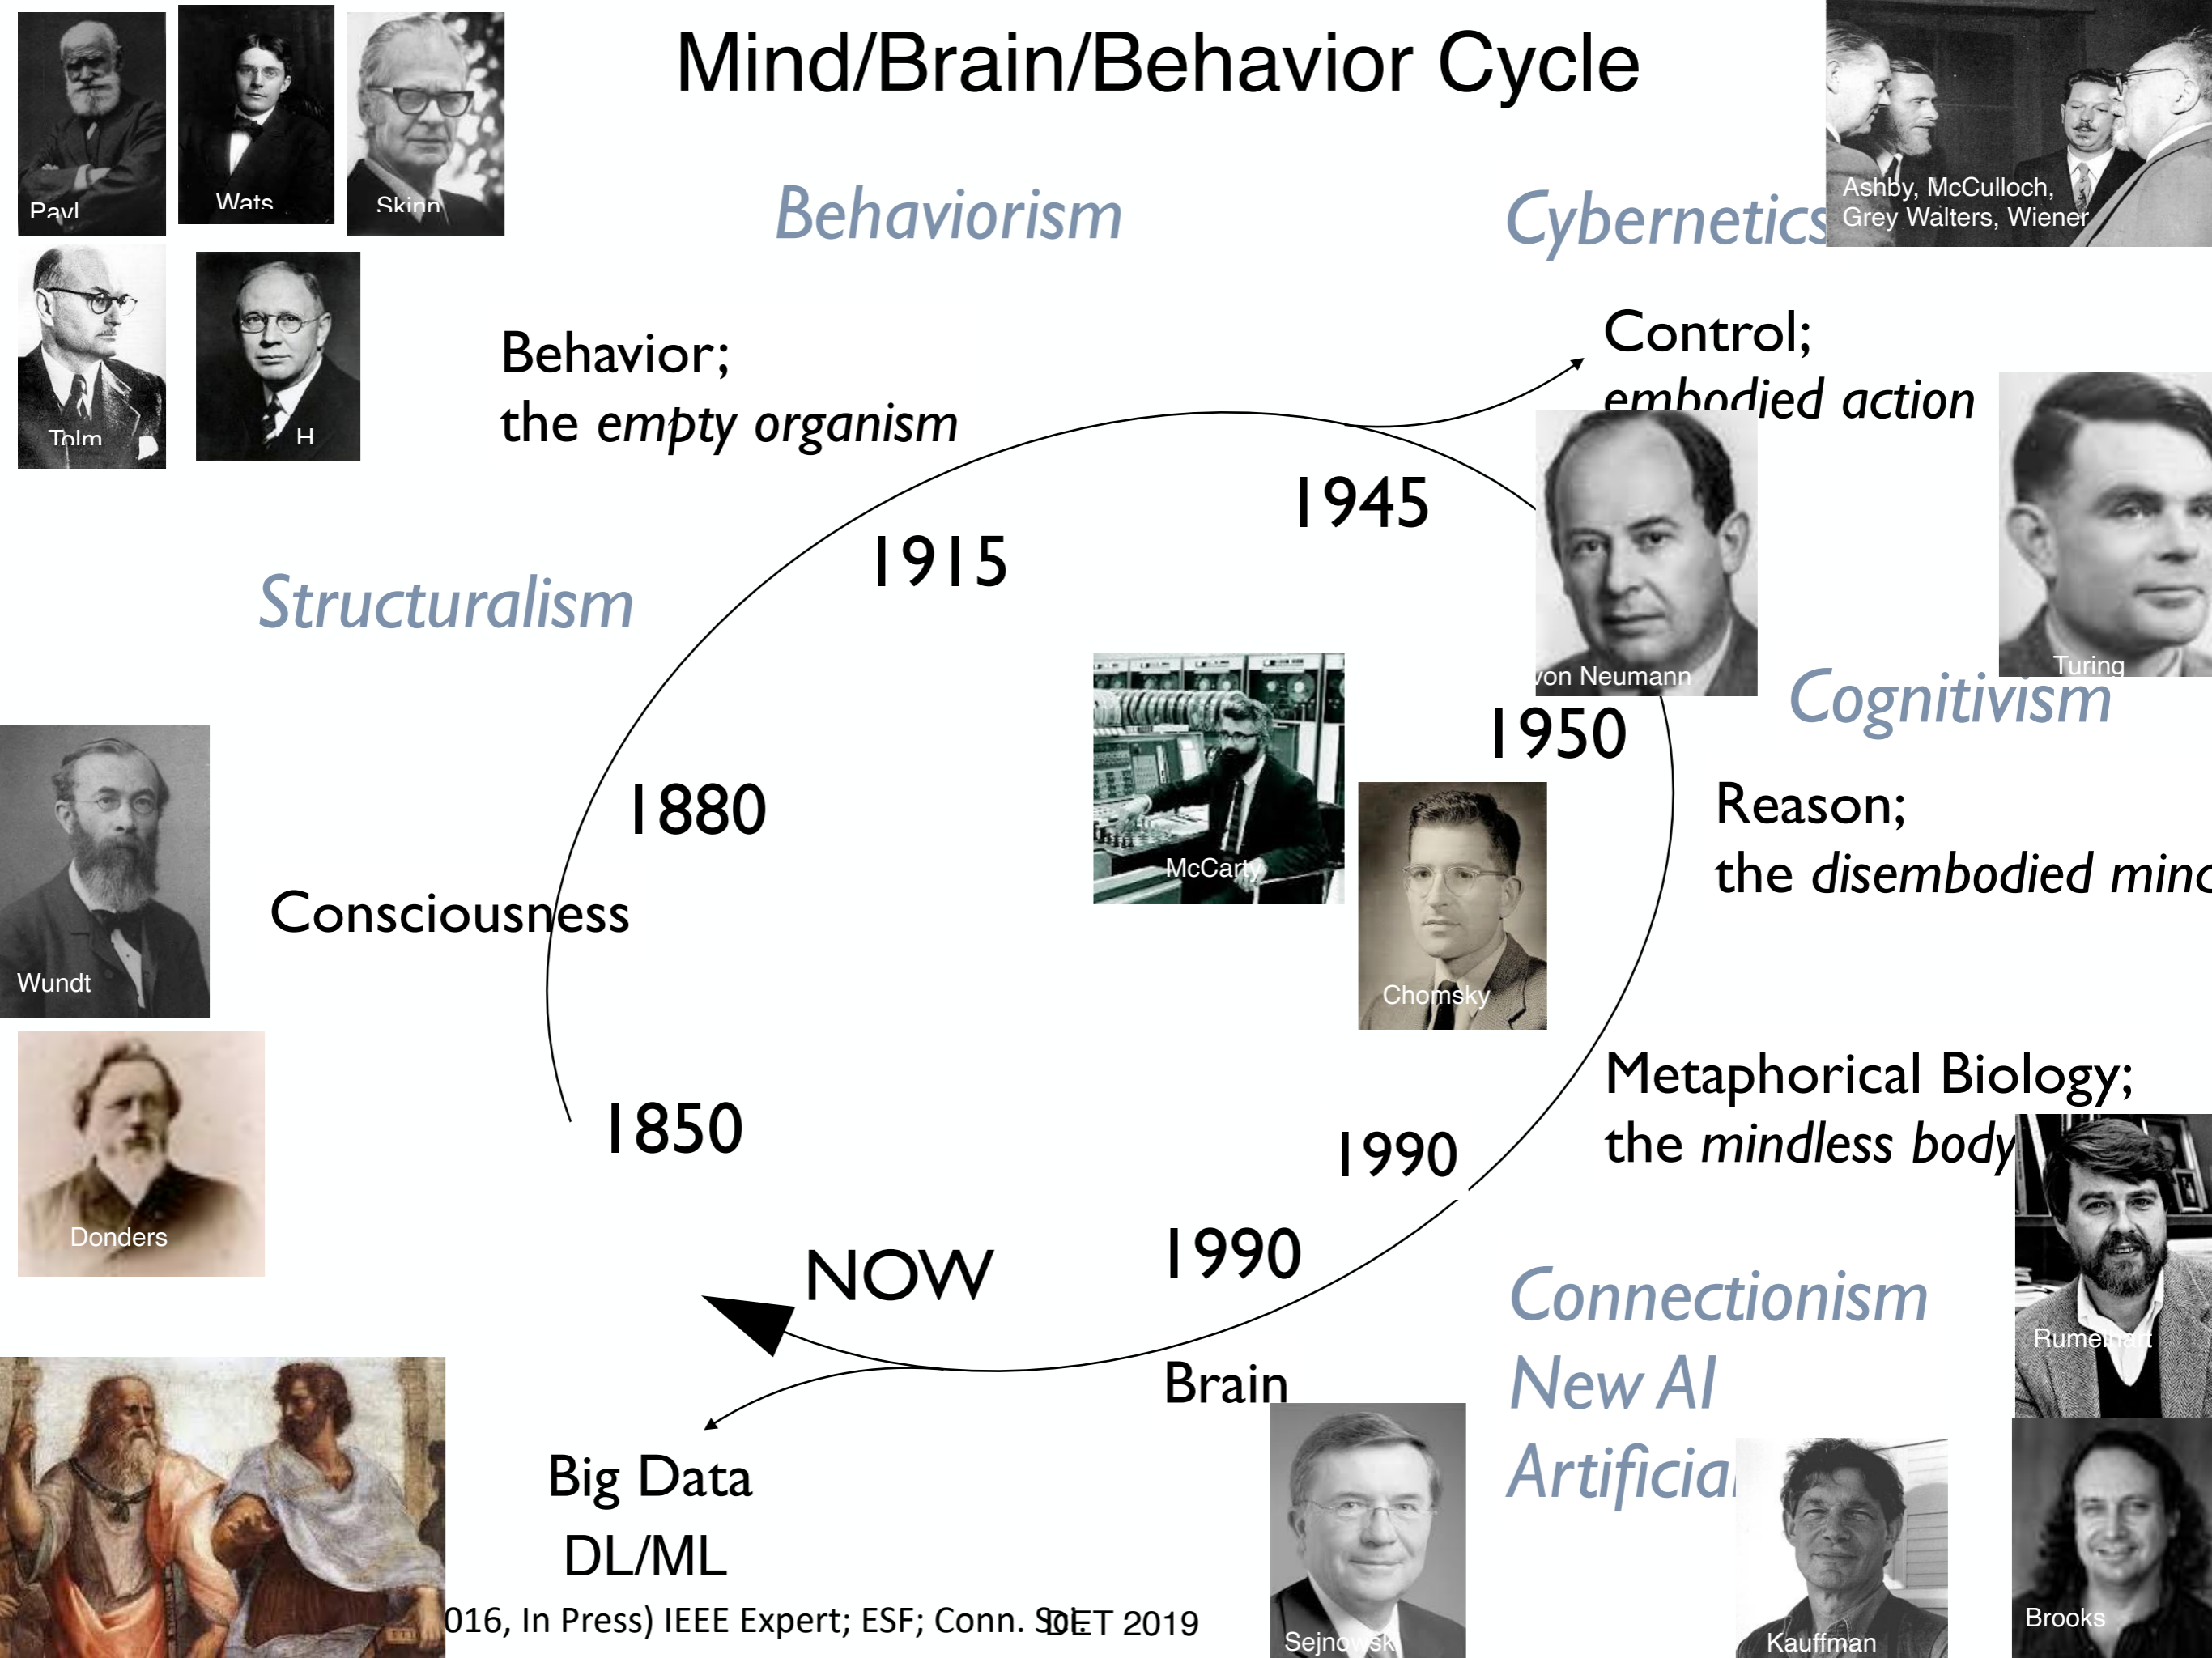 Mind/Brain/Behavior Cycle
Pavl
Wats
Skinn
Behaviorism
Cybernetics
Ashby, McCulloch,
Grey Walters, Wiener
Tolm
H
Behavior;
the empty organism
Control;
embodied action
1945
1915
Structuralism
von Neumann
Turing
Cognitivism
1950
1880
Reason;
the disembodied mind
McCarty
Consciousness
Wundt
Chomsky
Metaphorical Biology;
the mindless body
1850
1990
Donders
NOW
1990
Connectionism
New AI
Artificial
Rumelhart
Brain
Big Data
DL/ML
016, In Press) IEEE Expert; ESF; Conn. Sci.
DET 2019
Sejnowsk
Kauffman
Brooks